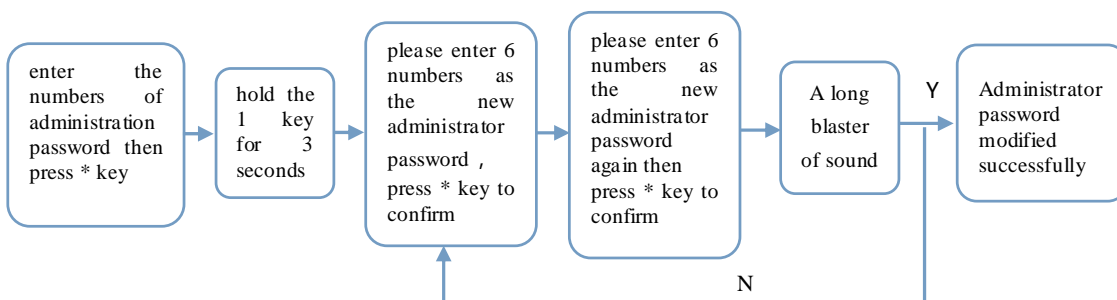 enter the
numbers of
administration
password then
press * key
hold the
1 key
for 3
seconds
please enter 6
numbers as
the new
administrator
password ,
press * key to
confirm
please enter 6
numbers as
the new
administrator
password
again then
press * key to
confirm
A long
blaster
of sound
Y
Administrator
password
modified
successfully
N